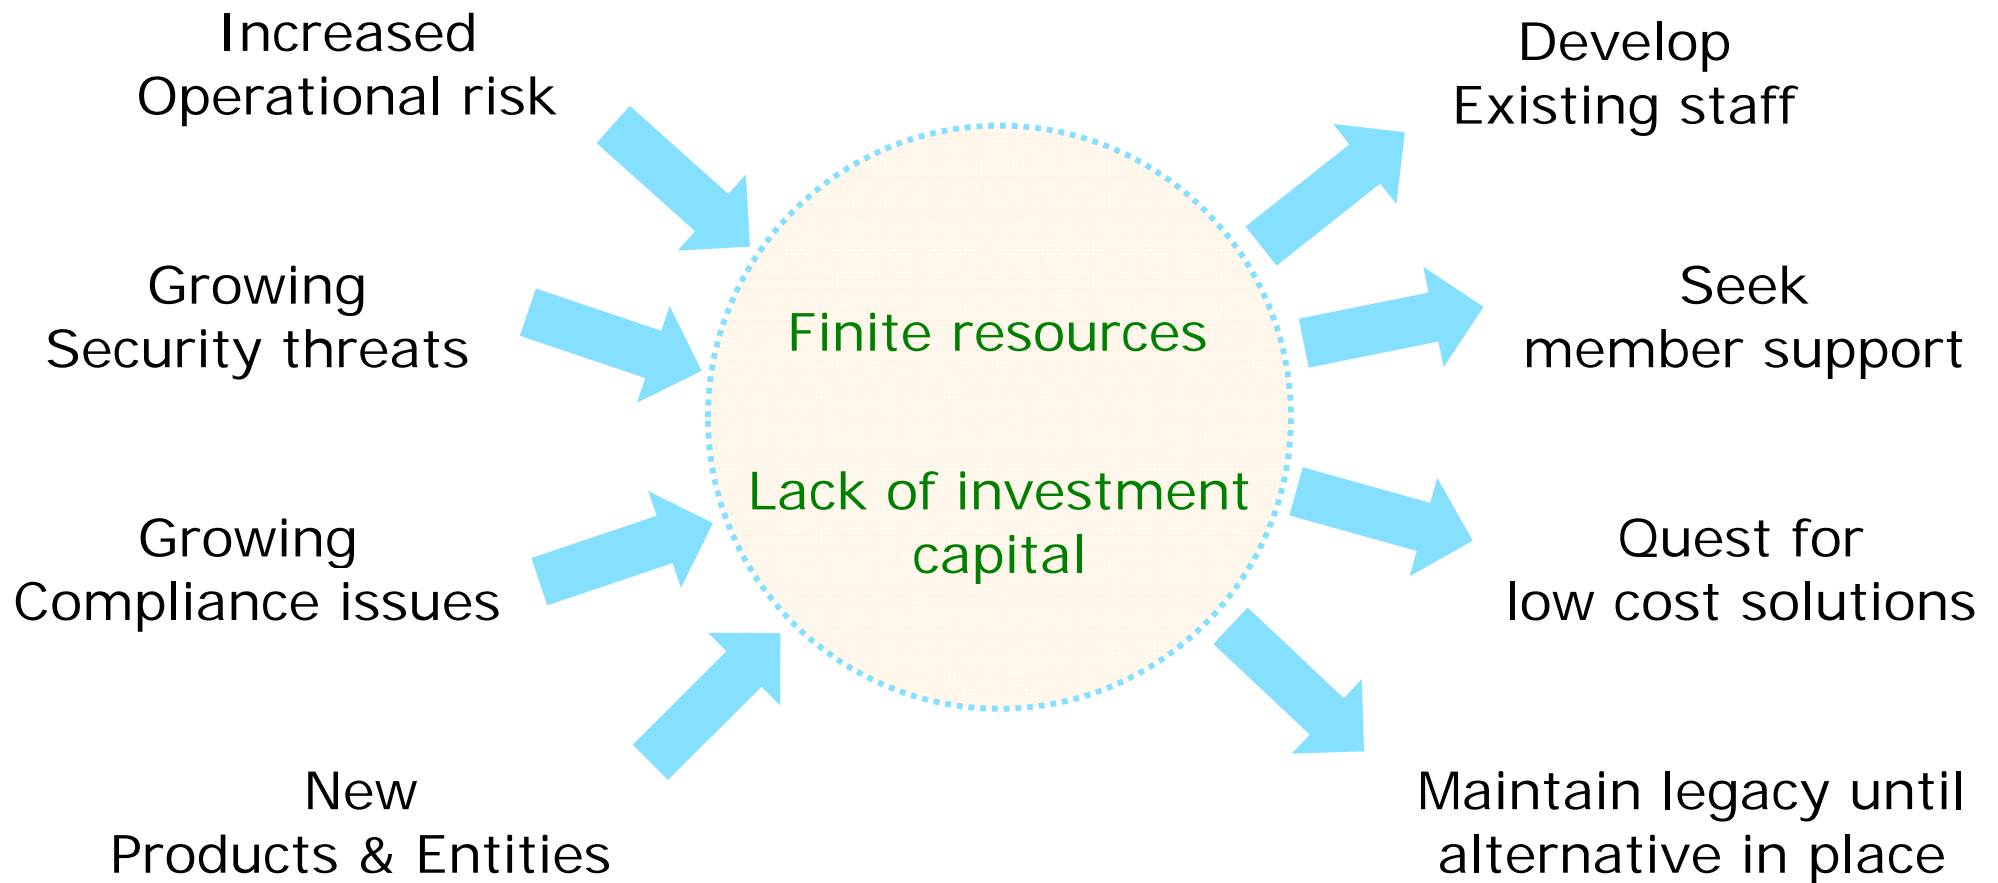 Increased
Operational risk
Growing
Security threats
Growing
Compliance issues
New
Products & Entities
Finite resources
Lack of investment
capital
Develop
Existing staff
Seek
member support
Quest for
low cost solutions
Maintain legacy until
alternative in place